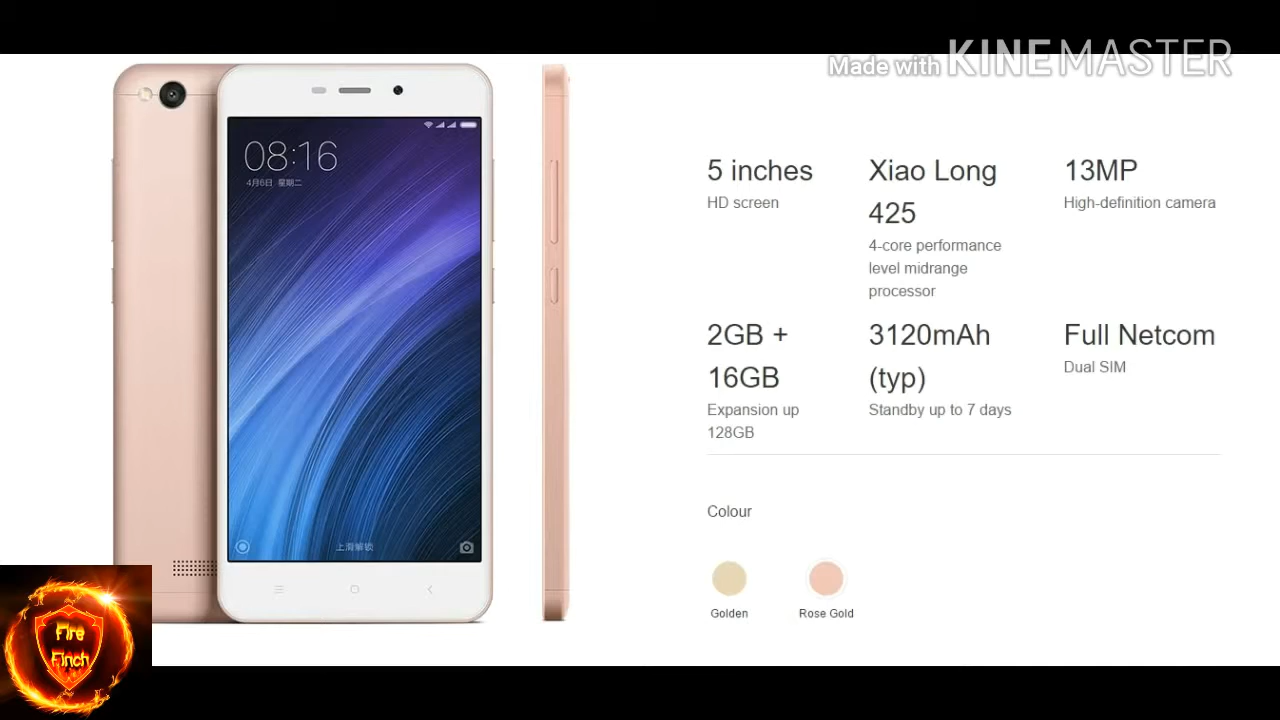 Made with KINEMASTER
08:16
4月6日 星期二
上滑解锁
5 inches
HD screen
Xiao Long
425
4-core performance
level midrange
processor
13MP
High-definition camera
2GB +
16GB
Expansion up
128GB
3120mAh
(typ)
Standby up to 7 days
Full Netcom
Dual SIM
Colour
Golden
Rose Gold
Fire
Finch